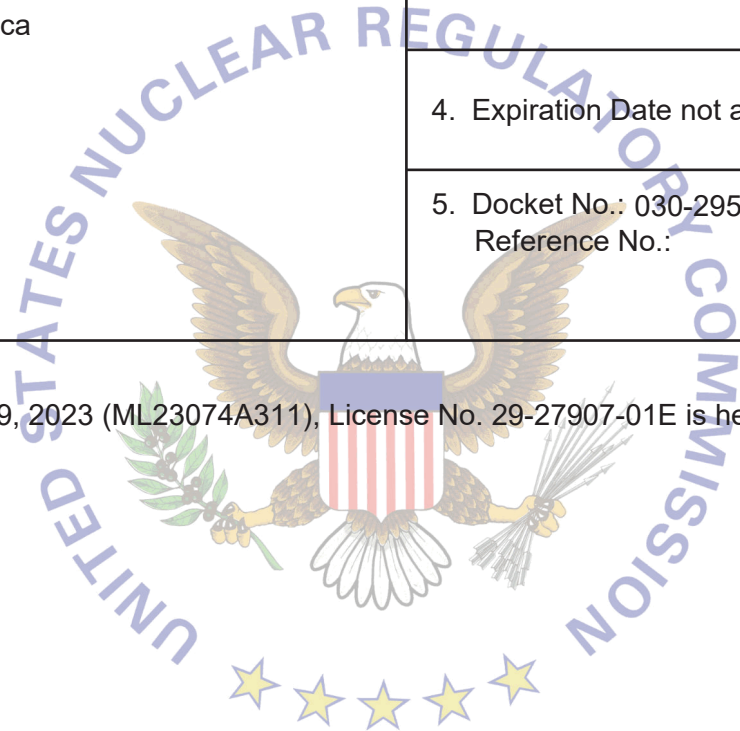 ca
4. Expiration Date not a
5. Docket No.: 030-295
Reference No.:
9, 2023 (ML23074A311), License No. 29-27907-01E is he
UNITED STATES NUCLEAR REGULATORY COMMISSION